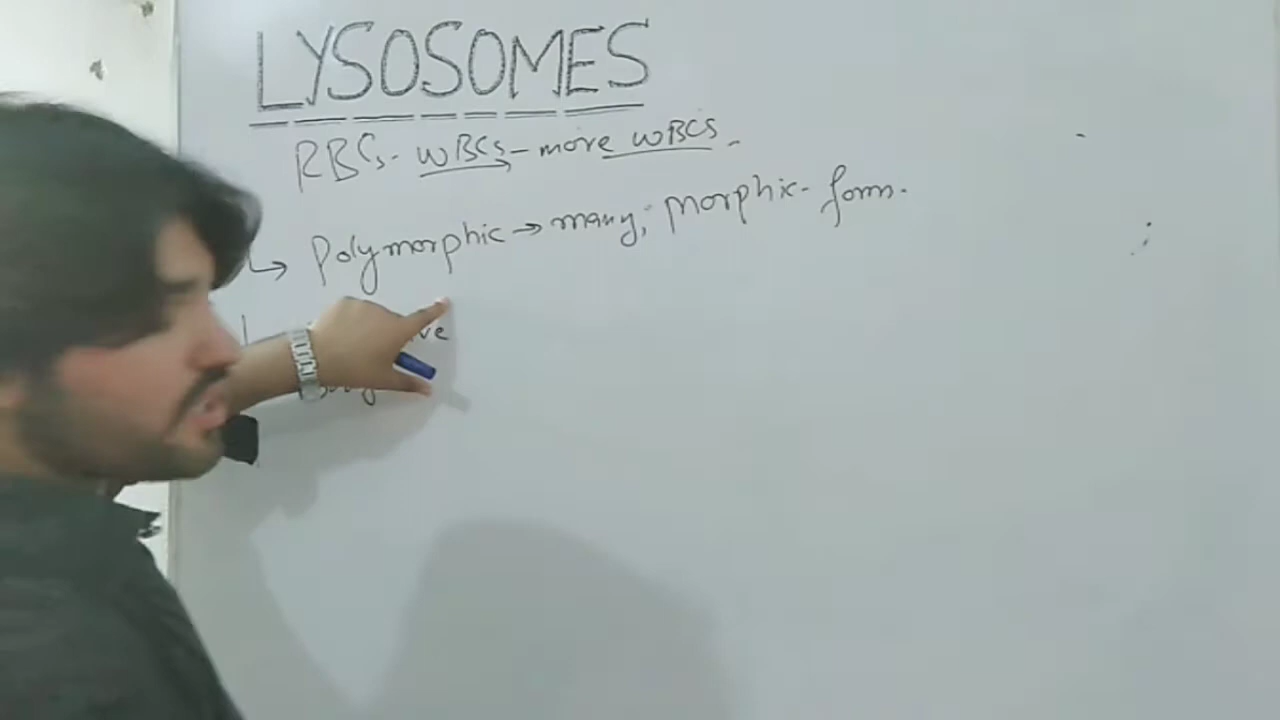 LYSOSOMES
RBCs - WBCs - more WBCS -
↳ Polymorphic → many; Morphic - form.